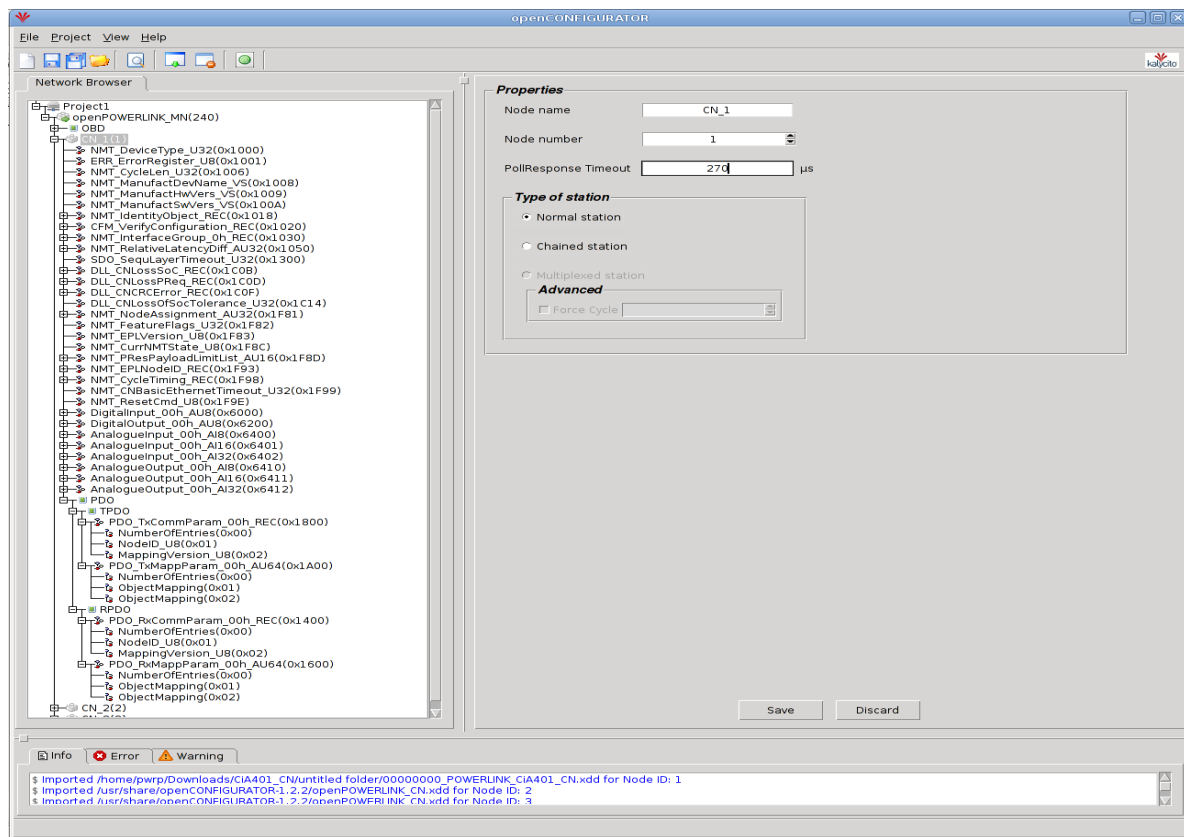 openCONFIGURATOR
File Project View Help
kalycito
Network Browser
Project1
openPOWERLINK_MN(240)
OBD
CN_1(1)
NMT_DeviceType_U32(0x1000)
ERR_ErrorRegister_U8(0x1001)
NMT_CycleLen_U32(0x1006)
NMT_ManufactDevName_VS(0x1008)
NMT_ManufactHwVers_VS(0x1009)
NMT_ManufactSwVers_VS(0x100A)
NMT_IdentityObject_REC(0x1018)
CFM_VerifyConfiguration_REC(0x1020)
NMT_InterfaceGroup_0h_REC(0x1030)
NMT_RelativeLatencyDiff_AU32(0x1050)
SDO_SequLayerTimeout_U32(0x1300)
DLL_CNLossSoC_REC(0x1C0B)
DLL_CNLossPReq_REC(0x1C0D)
DLL_CNCRCError_REC(0x1C0F)
DLL_CNLossOfSocTolerance_U32(0x1C14)
NMT_NodeAssignment_AU32(0x1F81)
NMT_FeatureFlags_U32(0x1F82)
NMT_EPLVersion_U8(0x1F83)
NMT_CurrNMTState_U8(0x1F8C)
NMT_PResPayloadLimitList_AU16(0x1F8D)
NMT_EPLNodeID_REC(0x1F93)
NMT_CycleTiming_REC(0x1F98)
NMT_CNBasicEthernetTimeout_U32(0x1F99)
NMT_ResetCmd_U8(0x1F9E)
DigitalInput_00h_AU8(0x6000)
DigitalOutput_00h_AU8(0x6200)
AnalogueInput_00h_AI8(0x6400)
AnalogueInput_00h_AI16(0x6401)
AnalogueInput_00h_AI32(0x6402)
AnalogueOutput_00h_AI8(0x6410)
AnalogueOutput_00h_AI16(0x6411)
AnalogueOutput_00h_AI32(0x6412)
PDO
TPDO
PDO_TxCommParam_00h_REC(0x1800)
NumberOfEntries(0x00)
NodeID_U8(0x01)
MappingVersion_U8(0x02)
PDO_TxMappParam_00h_AU64(0x1A00)
NumberOfEntries(0x00)
ObjectMapping(0x01)
ObjectMapping(0x02)
RPDO
PDO_RxCommParam_00h_REC(0x1400)
NumberOfEntries(0x00)
NodeID_U8(0x01)
MappingVersion_U8(0x02)
PDO_RxMappParam_00h_AU64(0x1600)
NumberOfEntries(0x00)
ObjectMapping(0x01)
ObjectMapping(0x02)
CN_2(2)
Properties
Node name CN_1
Node number 1
PollResponse Timeout 270 µs
Type of station
Normal station
Chained station
Multiplexed station
Advanced
Force Cycle
Save Discard
Info Error Warning
$ Imported /home/pwrp/Downloads/CiA401_CN/untitled folder/00000000_POWERLINK_CiA401_CN.xdd for Node ID: 1
$ Imported /usr/share/openCONFIGURATOR-1.2.2/openPOWERLINK_CN.xdd for Node ID: 2
$ Imported /usr/share/openCONFIGURATOR-1.2.2/openPOWERLINK_CN.xdd for Node ID: 3